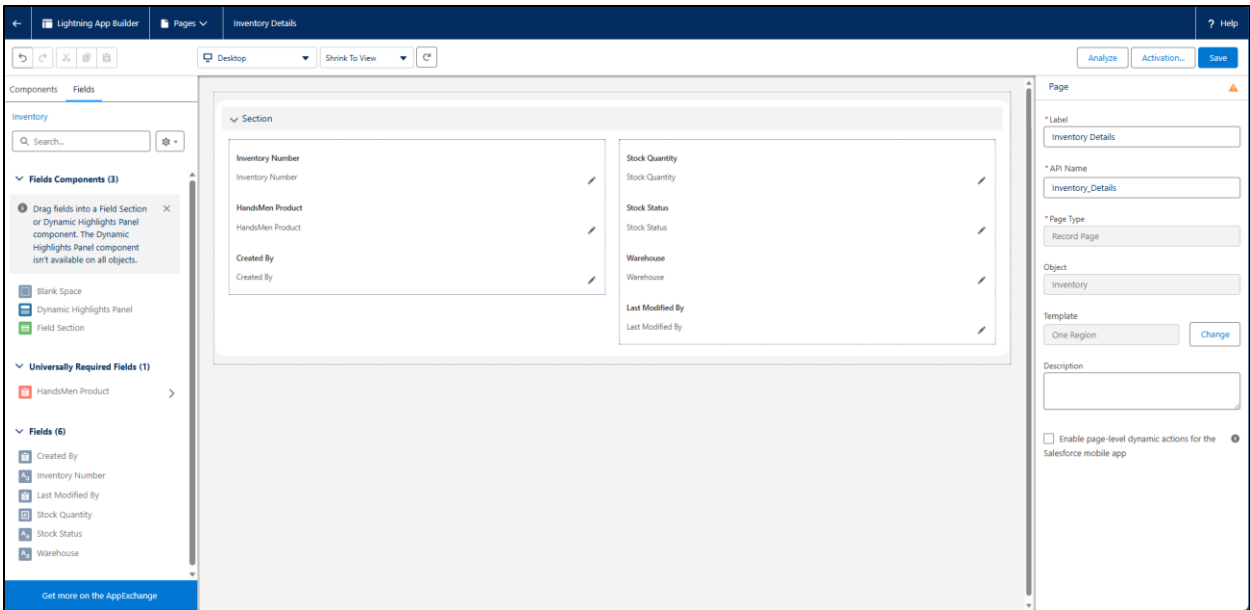 Lightning App Builder
Pages
Inventory Details
? Help
Desktop
Shrink To View
Analyze
Activation...
Save
Components
Fields
Inventory
Search...
Fields Components (3)
Drag fields into a Field Section
or Dynamic Highlights Panel
component. The Dynamic
Highlights Panel component
isn't available on all objects.
Blank Space
Dynamic Highlights Panel
Field Section
Universally Required Fields (1)
HandsMen Product
Fields (6)
Created By
Inventory Number
Last Modified By
Stock Quantity
Stock Status
Warehouse
Get more on the AppExchange
Section
Inventory Number
Inventory Number
HandsMen Product
HandsMen Product
Created By
Created By
Stock Quantity
Stock Quantity
Stock Status
Stock Status
Warehouse
Warehouse
Last Modified By
Last Modified By
Page
*Label
Inventory Details
*API Name
Inventory_Details
*Page Type
Record Page
Object
Inventory
Template
One Region
Change
Description
Enable page-level dynamic actions for the
Salesforce mobile app